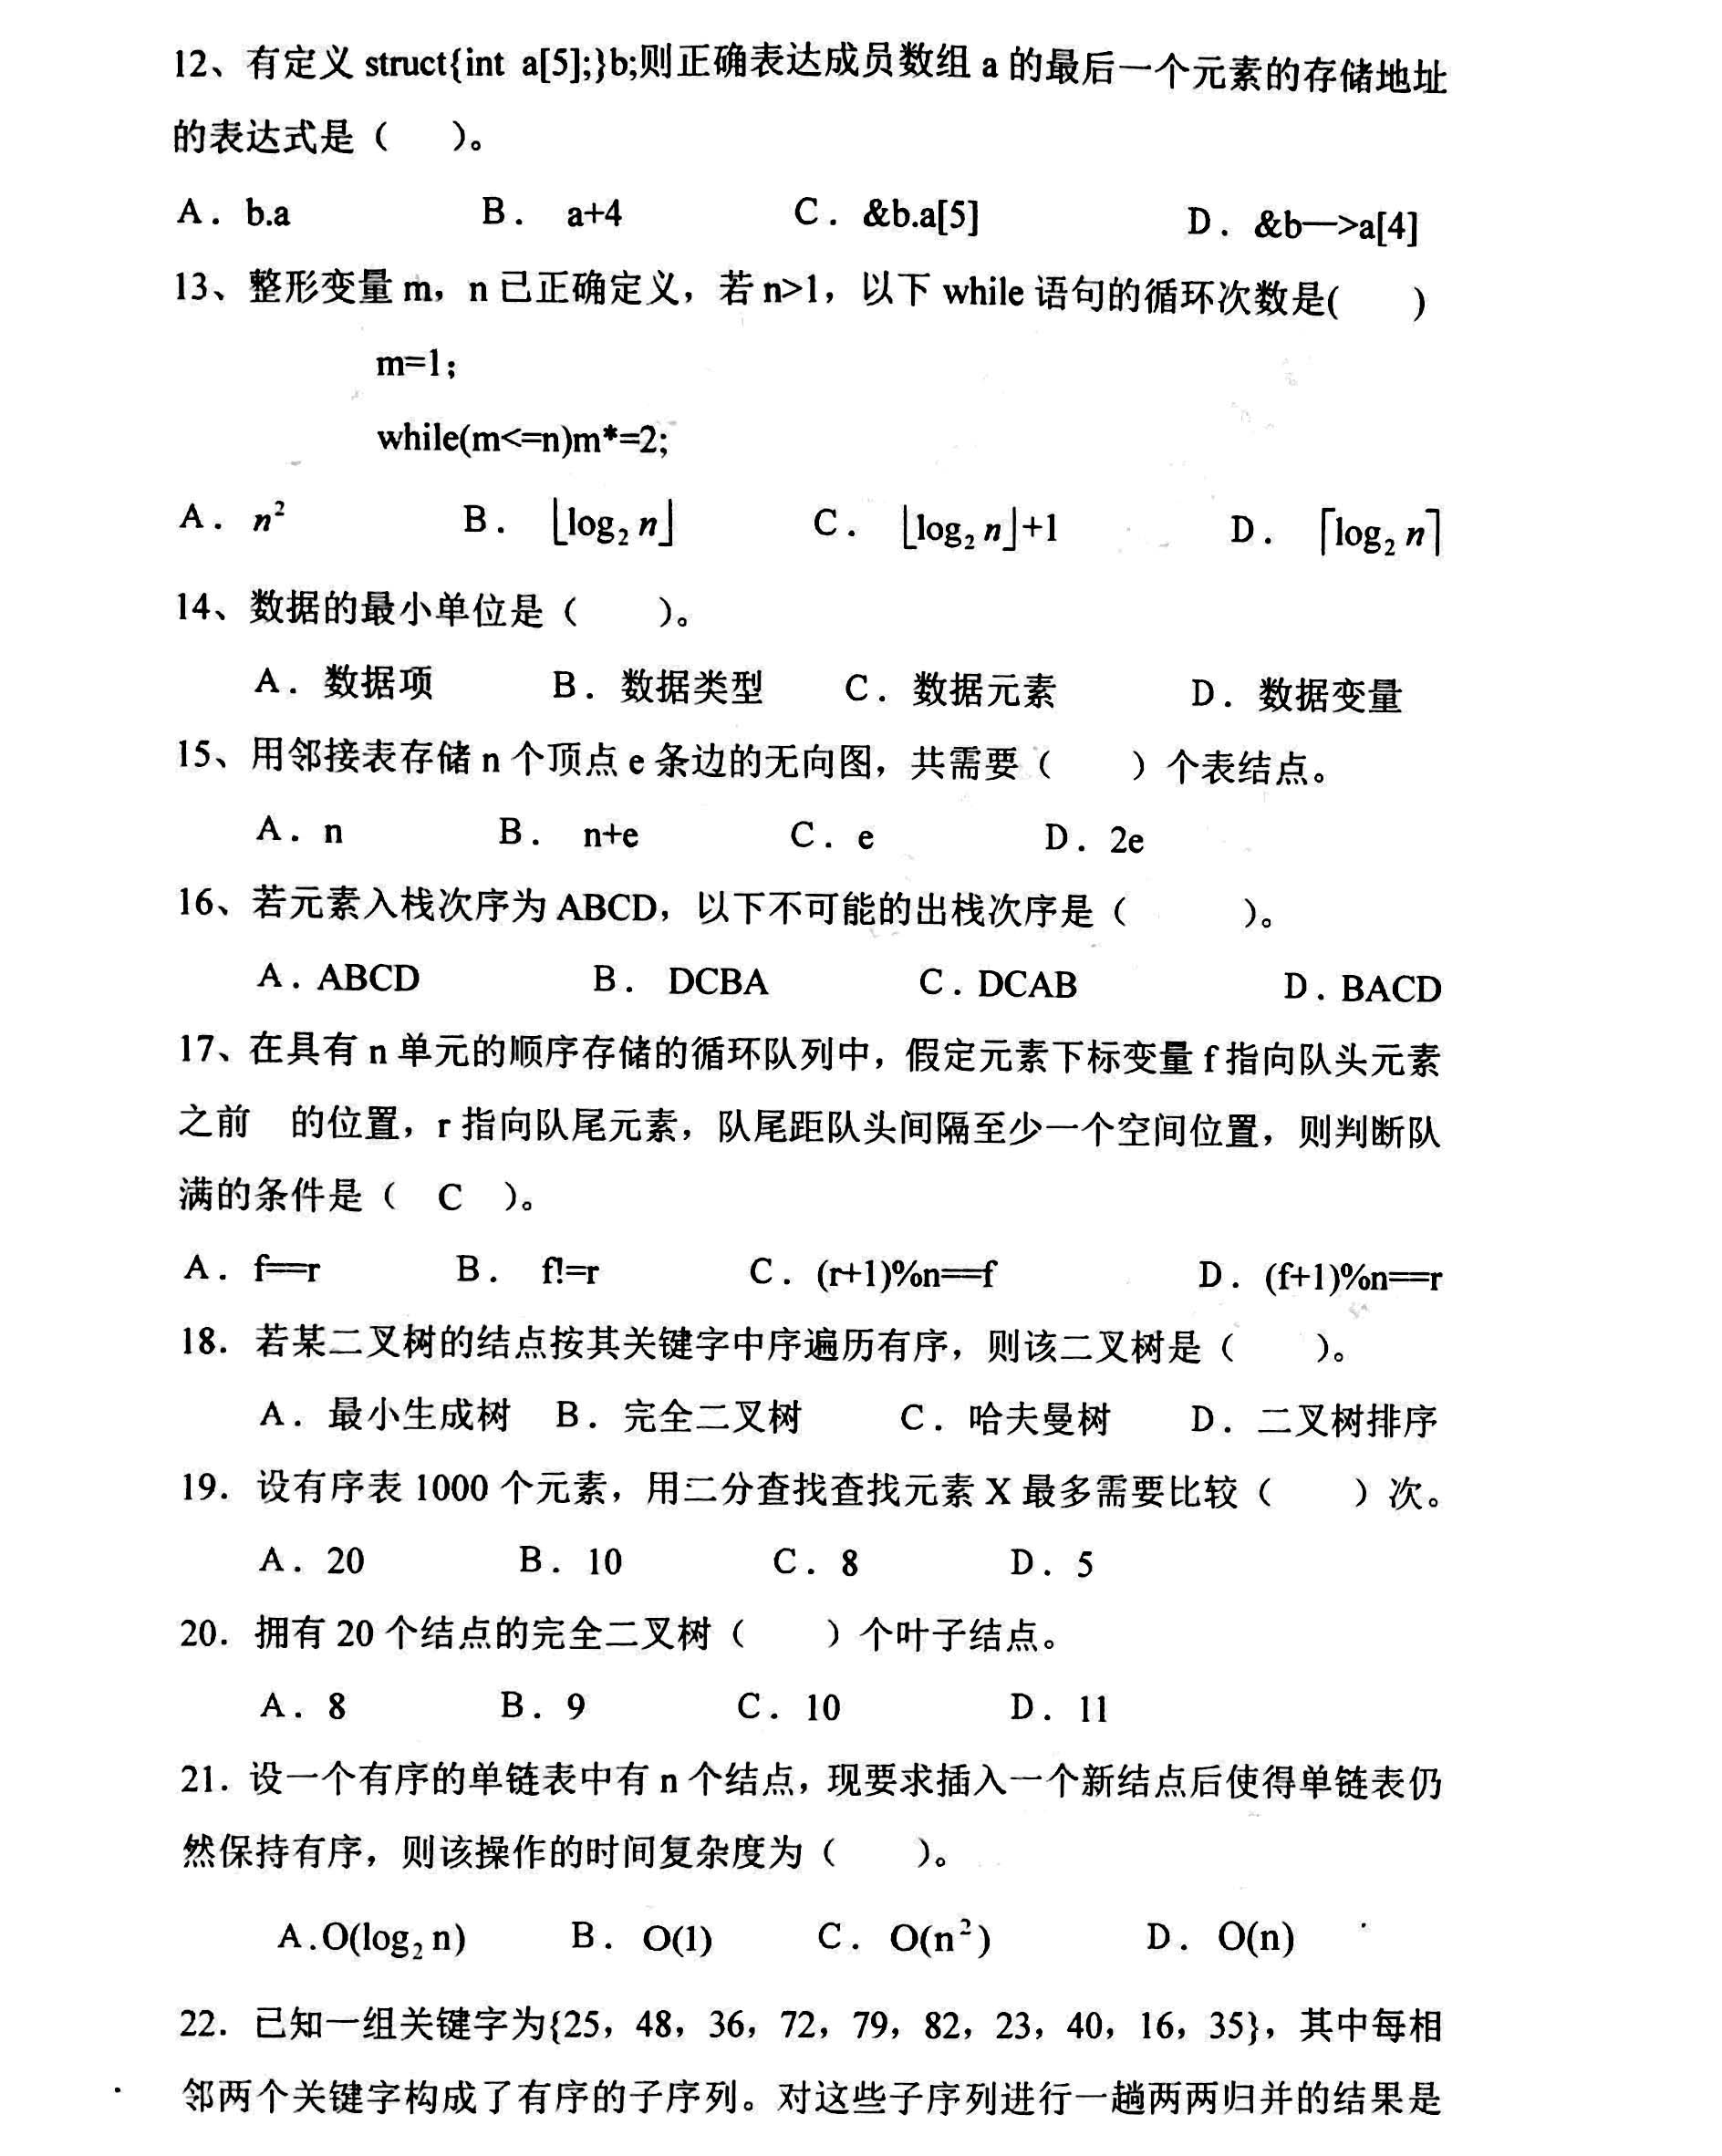 12、有定义 struct{int a[5];}b;则正确表达成员数组 a 的最后一个元素的存储地址
的表达式是（ ）。
A． b.a B． a+4 C．&b.a[5] D．&b—>a[4]
13、整形变量 m，n 已正确定义，若 n>1，以下 while 语句的循环次数是( )
m=1；
while(m<=n)m*=2;
A． n² B． ⌊log₂ n⌋ C． ⌊log₂ n⌋+1 D． ⌈log₂ n⌉
14、数据的最小单位是（ ）。
A．数据项 B．数据类型 C．数据元素 D．数据变量
15、用邻接表存储 n 个顶点 e 条边的无向图，共需要（ ）个表结点。
A．n B． n+e C．e D．2e
16、若元素入栈次序为 ABCD，以下不可能的出栈次序是（ ）。
A．ABCD B． DCBA C．DCAB D．BACD
17、在具有 n 单元的顺序存储的循环队列中，假定元素下标变量 f 指向队头元素
之前 的位置，r 指向队尾元素，队尾距队头间隔至少一个空间位置，则判断队
满的条件是（ C ）。
A．f==r B． f!=r C．(r+1)%n==f D．(f+1)%n==r
18．若某二叉树的结点按其关键字中序遍历有序，则该二叉树是（ ）。
A．最小生成树 B．完全二叉树 C．哈夫曼树 D．二叉树排序
19．设有序表 1000 个元素，用二分查找查找元素 X 最多需要比较（ ）次。
A．20 B．10 C．8 D．5
20．拥有 20 个结点的完全二叉树（ ）个叶子结点。
A．8 B．9 C．10 D．11
21．设一个有序的单链表中有 n 个结点，现要求插入一个新结点后使得单链表仍
然保持有序，则该操作的时间复杂度为（ ）。
A.O(log₂ n) B．O(1) C．O(n²) D．O(n)
22．已知一组关键字为{25，48，36，72，79，82，23，40，16，35}，其中每相
邻两个关键字构成了有序的子序列。对这些子序列进行一趟两两归并的结果是